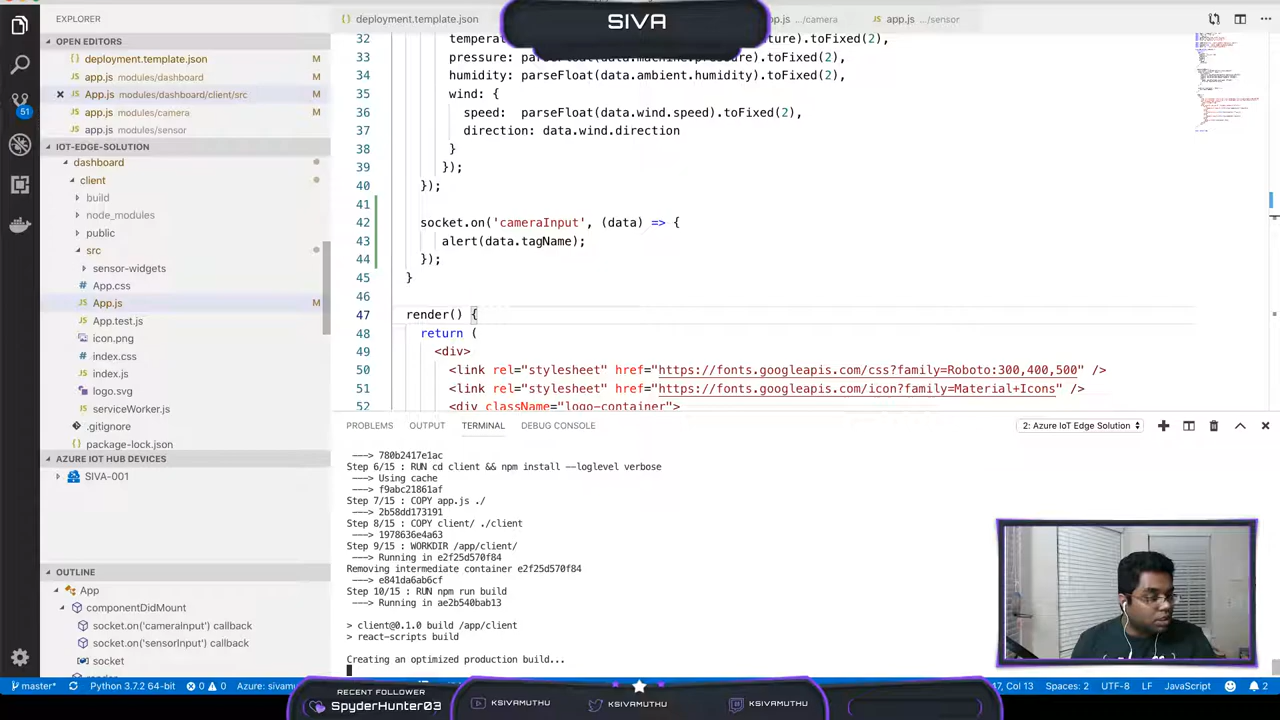 EXPLORER
OPEN EDITORS
deployment.template.json
app.js modules/dashboard
App.js modules/dashboard/client/src
app.js modules/camera
app.js modules/sensor
IOT-EDGE-SOLUTION
dashboard
client
build
node_modules
public
src
sensor-widgets
App.css
App.js M
App.test.js
icon.png
index.css
index.js
logo.svg
serviceWorker.js
.gitignore
package-lock.json
AZURE IOT HUB DEVICES
SIVA-001
OUTLINE
App
componentDidMount
socket.on('cameraInput') callback
socket.on('sensorInput') callback
socket
51
deployment.template.json
SIVA
.../camera
app.js .../sensor
32 ture).toFixed(2),
33 pressure: parseFloat(data.machine.pressure).toFixed(2),
34 humidity: parseFloat(data.ambient.humidity).toFixed(2),
35 wind: {
36 speed: parseFloat(data.wind.speed).toFixed(2),
37 direction: data.wind.direction
38 }
39 });
40 });
41
42 socket.on('cameraInput', (data) => {
43 alert(data.tagName);
44 });
45 }
46
47 render() {
48 return (
49 <div>
50 <link rel="stylesheet" href="https://fonts.googleapis.com/css?family=Roboto:300,400,500" />
51 <link rel="stylesheet" href="https://fonts.googleapis.com/icon?family=Material+Icons" />
52 <div className="logo-container">
PROBLEMS OUTPUT TERMINAL DEBUG CONSOLE 2: Azure IoT Edge Solution
---> 780b2417e1ac
Step 6/15 : RUN cd client && npm install --loglevel verbose
---> Using cache
---> f9abc21861af
Step 7/15 : COPY app.js ./
---> 2b58dd173191
Step 8/15 : COPY client/ ./client
---> 1978636e4a63
Step 9/15 : WORKDIR /app/client/
---> Running in e2f25d570f84
Removing intermediate container e2f25d570f84
---> e841da6ab6cf
Step 10/15 : RUN npm run build
---> Running in ae2b540bab13
> client@0.1.0 build /app/client
> react-scripts build
Creating an optimized production build...
master* Python 3.7.2 64-bit 0 0 Azure: sivamu 47, Col 13 Spaces: 2 UTF-8 LF JavaScript 2
RECENT FOLLOWER
SpyderHunter03
KSIVAMUTHU KSIVAMUTHU KSIVAMUTHU